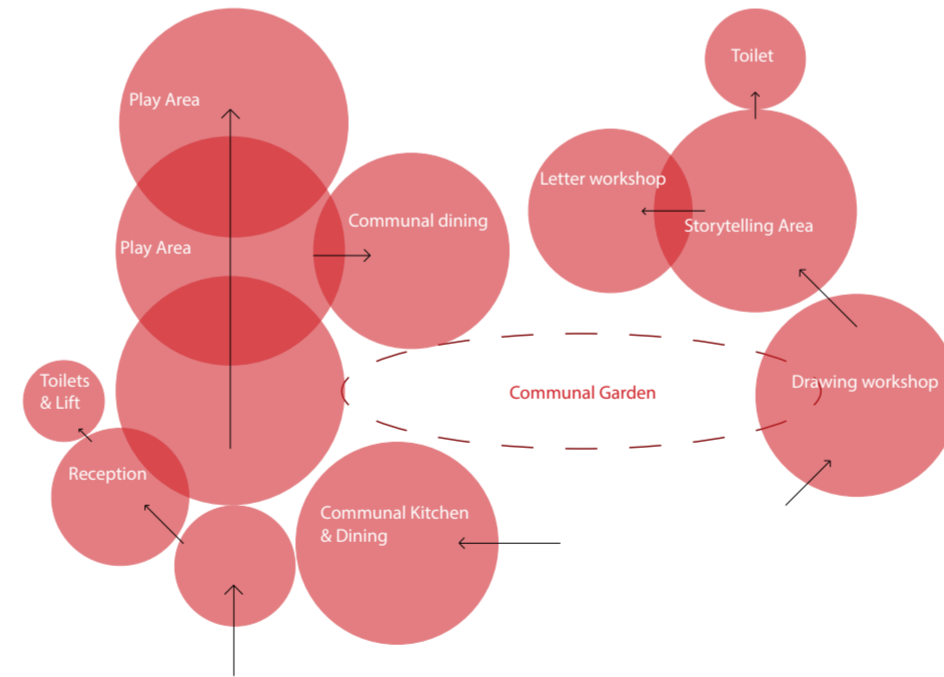 Play Area
Toilet
Letter workshop
Communal dining
Storytelling Area
Play Area
Toilets
& Lift
Communal Garden
Drawing workshop
Reception
Communal Kitchen
& Dining